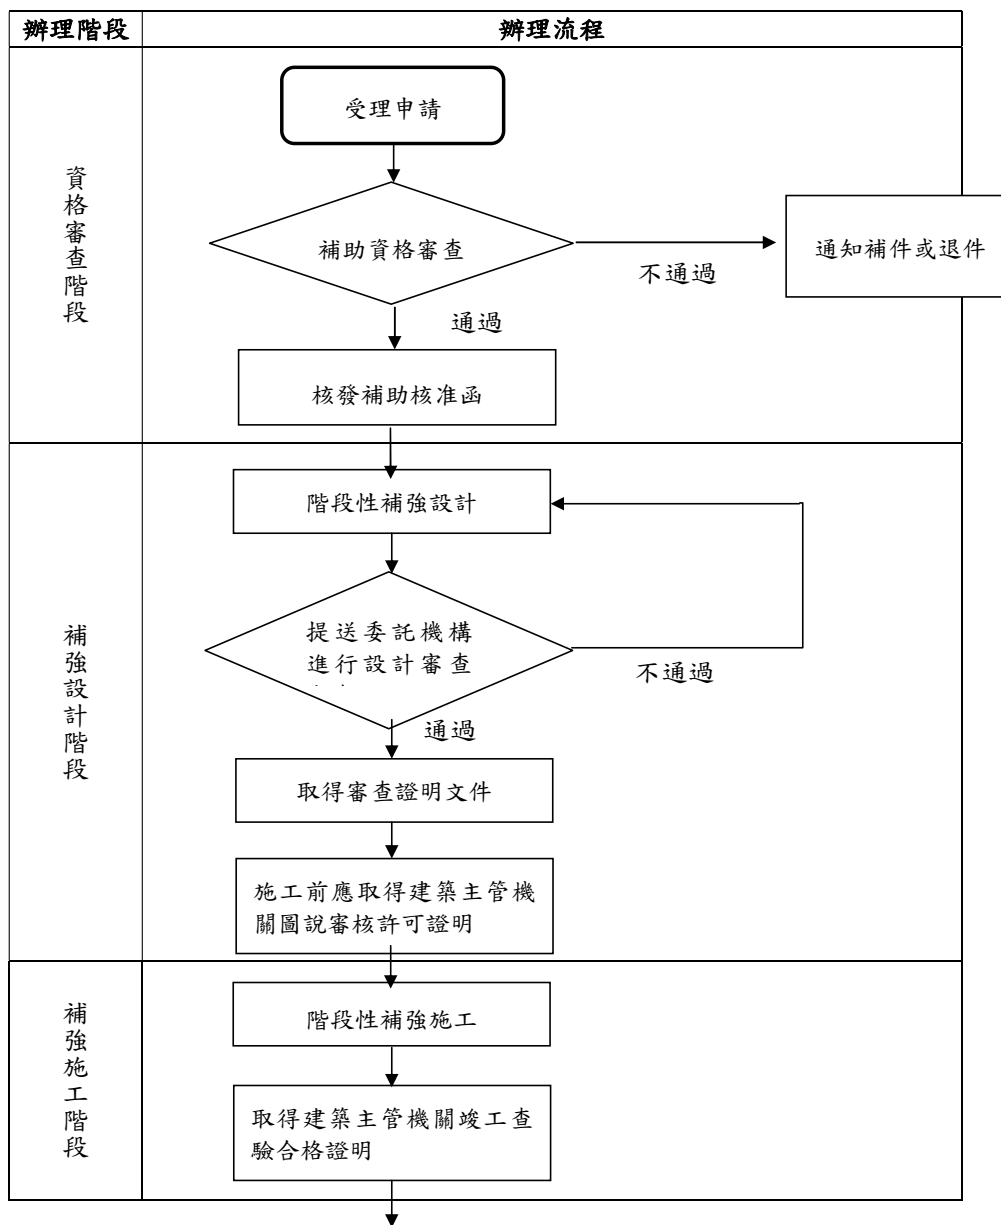 辦理階段
辦理流程
資格審查階段
受理申請
補助資格審查
不通過
通知補件或退件
通過
核發補助核准函
補強設計階段
階段性補強設計
提送委託機構
進行設計審查
不通過
通過
取得審查證明文件
施工前應取得建築主管機
關圖說審核許可證明
補強施工階段
階段性補強施工
取得建築主管機關竣工查
驗合格證明